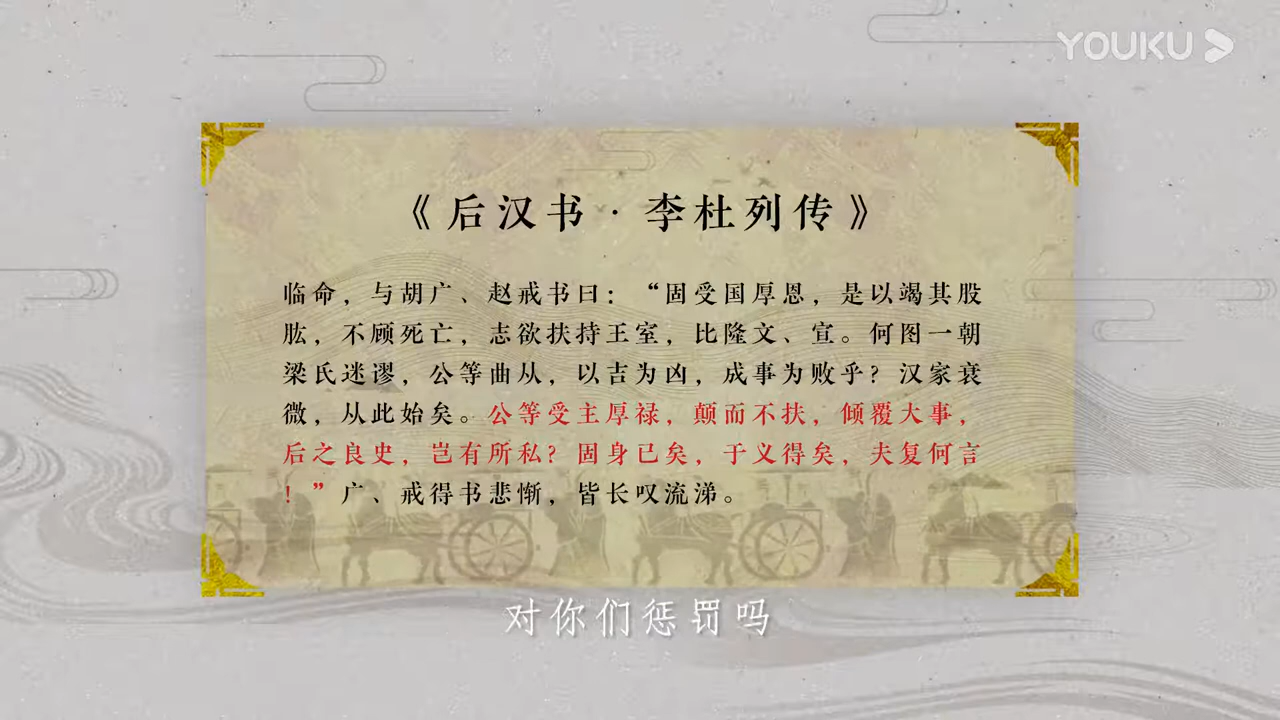 YOUKU
《后汉书·李杜列传》
临命，与胡广、赵戒书曰：“固受国厚恩，是以竭其股
肱，不顾死亡，志欲扶持王室，比隆文、宣。何图一朝
梁氏迷谬，公等曲从，以吉为凶，成事为败乎？汉家衰
微，从此始矣。公等受主厚禄，颠而不扶，倾覆大事，
后之良史，岂有所私？固身已矣，于义得矣，夫复何言
！”广、戒得书悲惭，皆长叹流涕。
对你们惩罚吗